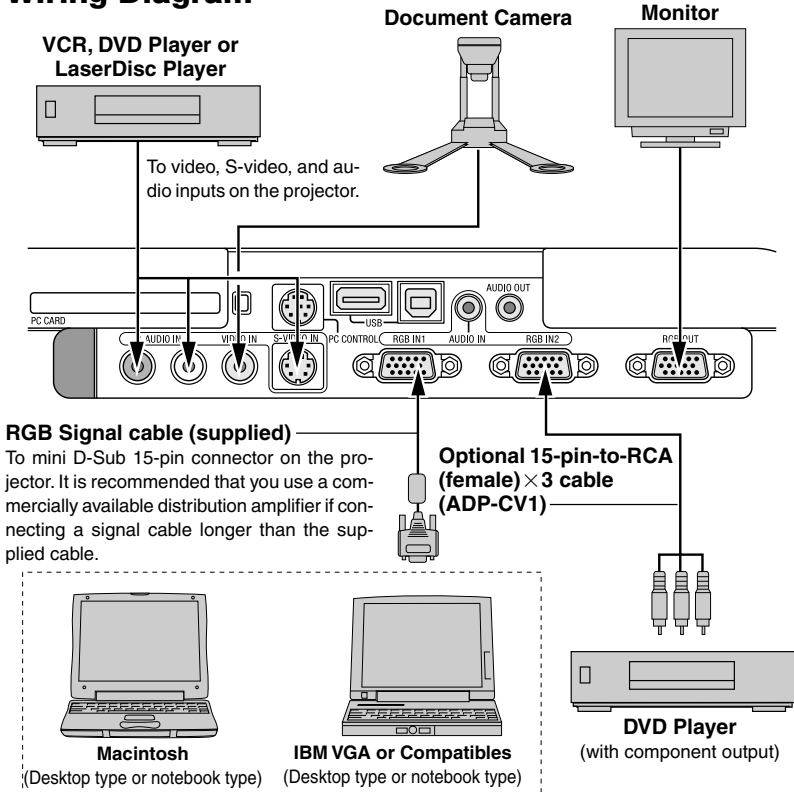 Wiring Diagram
Document Camera
Monitor
VCR, DVD Player or
LaserDisc Player
To video, S-video, and au-
dio inputs on the projector.
AUDIO OUT
USB
PC CARD
AUDIO IN
VIDEO IN
S-VIDEO IN
PC CONTROL
RGB IN1
AUDIO IN
RGB IN2
RGB OUT
RGB Signal cable (supplied)
To mini D-Sub 15-pin connector on the pro-
jector. It is recommended that you use a com-
mercially available distribution amplifier if con-
necting a signal cable longer than the sup-
plied cable.
Optional 15-pin-to-RCA
(female)×3 cable
(ADP-CV1)
Macintosh
(Desktop type or notebook type)
IBM VGA or Compatibles
(Desktop type or notebook type)
DVD Player
(with component output)